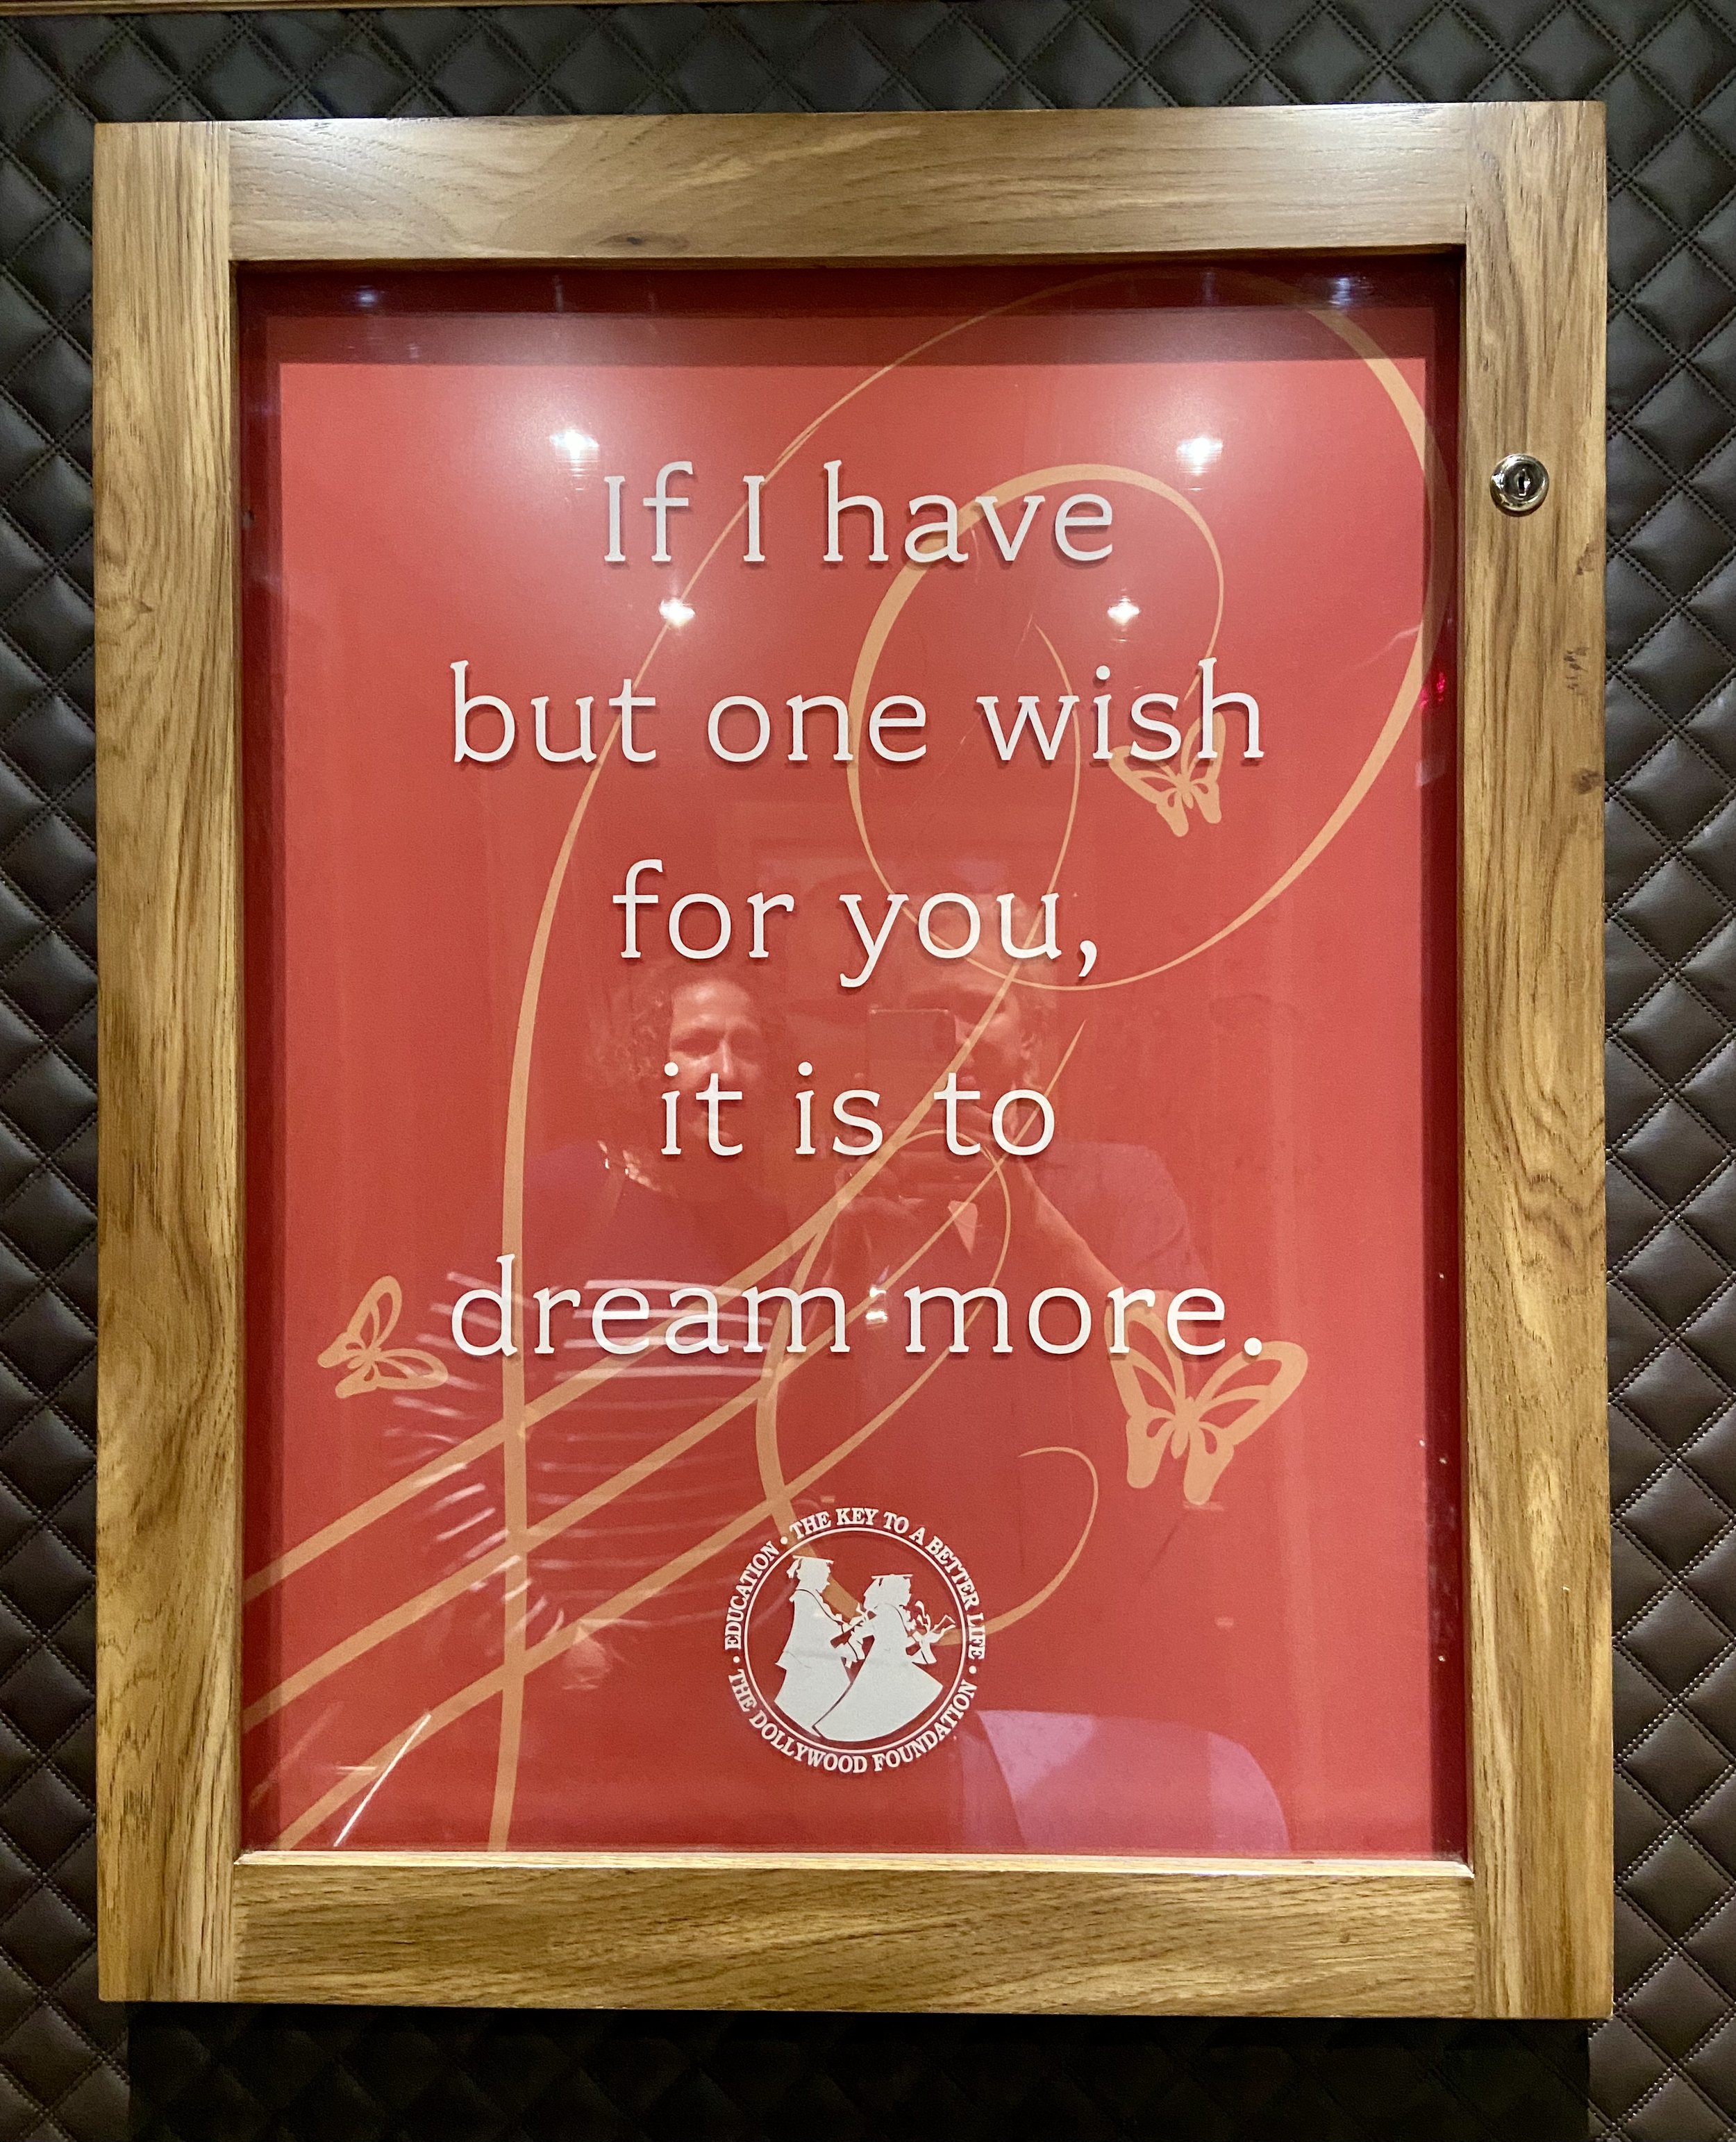 If I have
but one wish
for you,
it is to
dream more.
• EDUCATION • THE KEY TO A BETTER LIFE •
THE DOLLYWOOD FOUNDATION